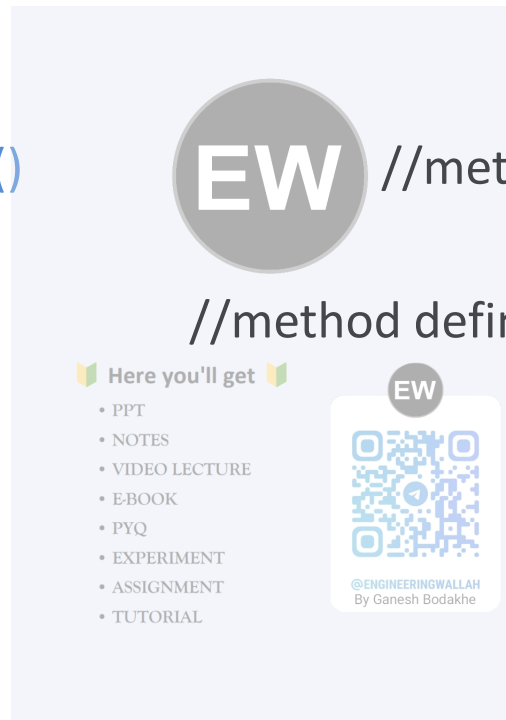 ()
EW
//met
//method defin
Here you'll get
• PPT
• NOTES
• VIDEO LECTURE
• E-BOOK
• PYQ
• EXPERIMENT
• ASSIGNMENT
• TUTORIAL
EW
@ENGINEERINGWALLAH
By Ganesh Bodakhe